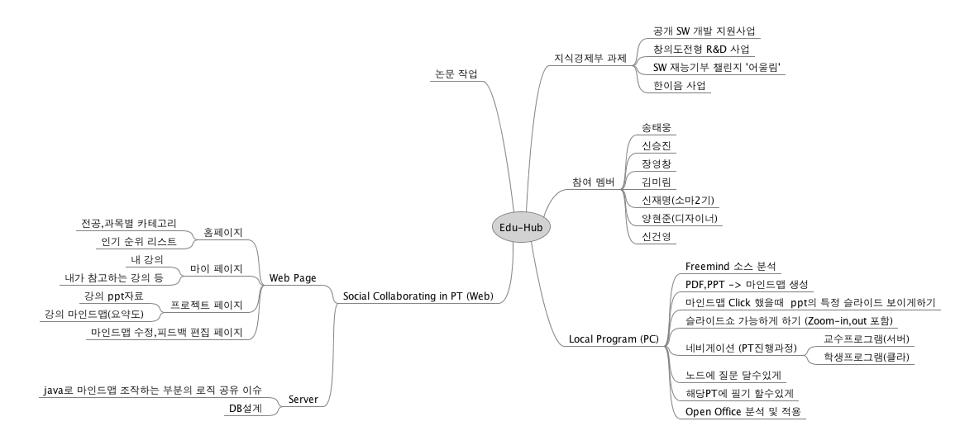 Edu-Hub
논문 작업
지식경제부 과제
공개 SW 개발 지원사업
창의도전형 R&D 사업
SW 재능기부 챌린지 '어울림'
한이음 사업
참여 멤버
송태웅
신승진
장영창
김미림
신재명(소마2기)
양현준(디자이너)
신건영
Local Program (PC)
Freemind 소스 분석
PDF,PPT -> 마인드맵 생성
마인드맵 Click 했을때 ppt의 특정 슬라이드 보이게하기
슬라이드쇼 가능하게 하기 (Zoom-in,out 포함)
네비게이션 (PT진행과정)
교수프로그램(서버)
학생프로그램(클라)
노드에 질문 달수있게
해당PT에 필기 할수있게
Open Office 분석 및 적용
Social Collaborating in PT (Web)
Web Page
홈페이지
전공,과목별 카테고리
인기 순위 리스트
마이 페이지
내 강의
내가 참고하는 강의 등
프로젝트 페이지
강의 ppt자료
강의 마인드맵(요약도)
마인드맵 수정,피드백 편집 페이지
Server
java로 마인드맵 조작하는 부분의 로직 공유 이슈
DB설계